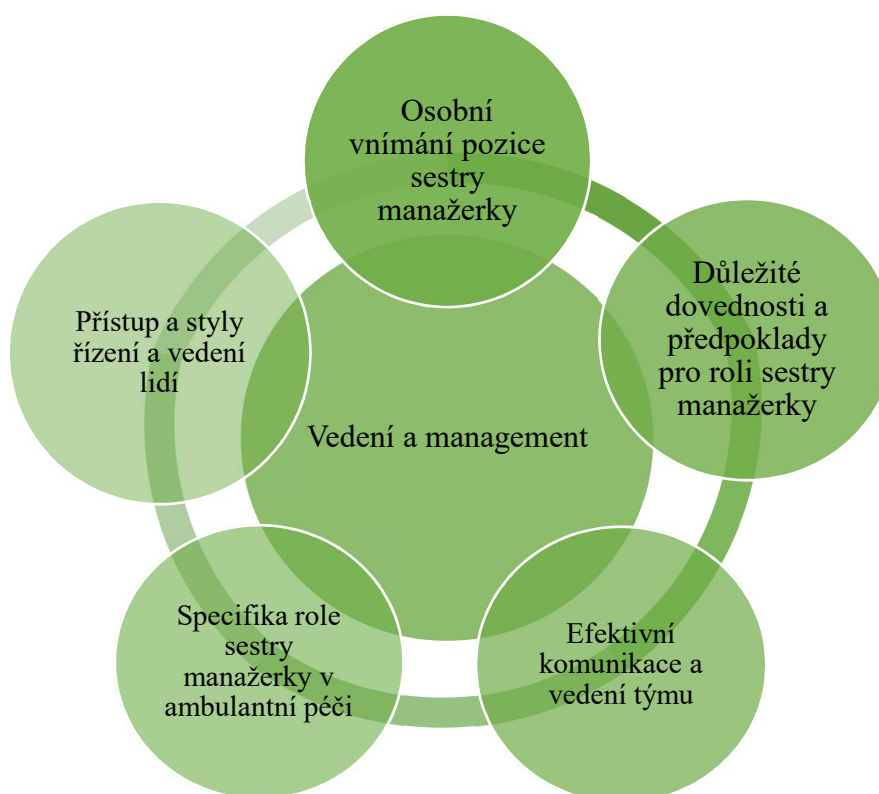 Osobní
vnímání pozice
sestry
manažerky
Důležité
dovednosti a
předpoklady
pro roli sestry
manažerky
Přístup a styly
řízení a vedení
lidí
Vedení a management
Specifika role
sestry
manažerky v
ambulantní péči
Efektivní
komunikace a
vedení týmu